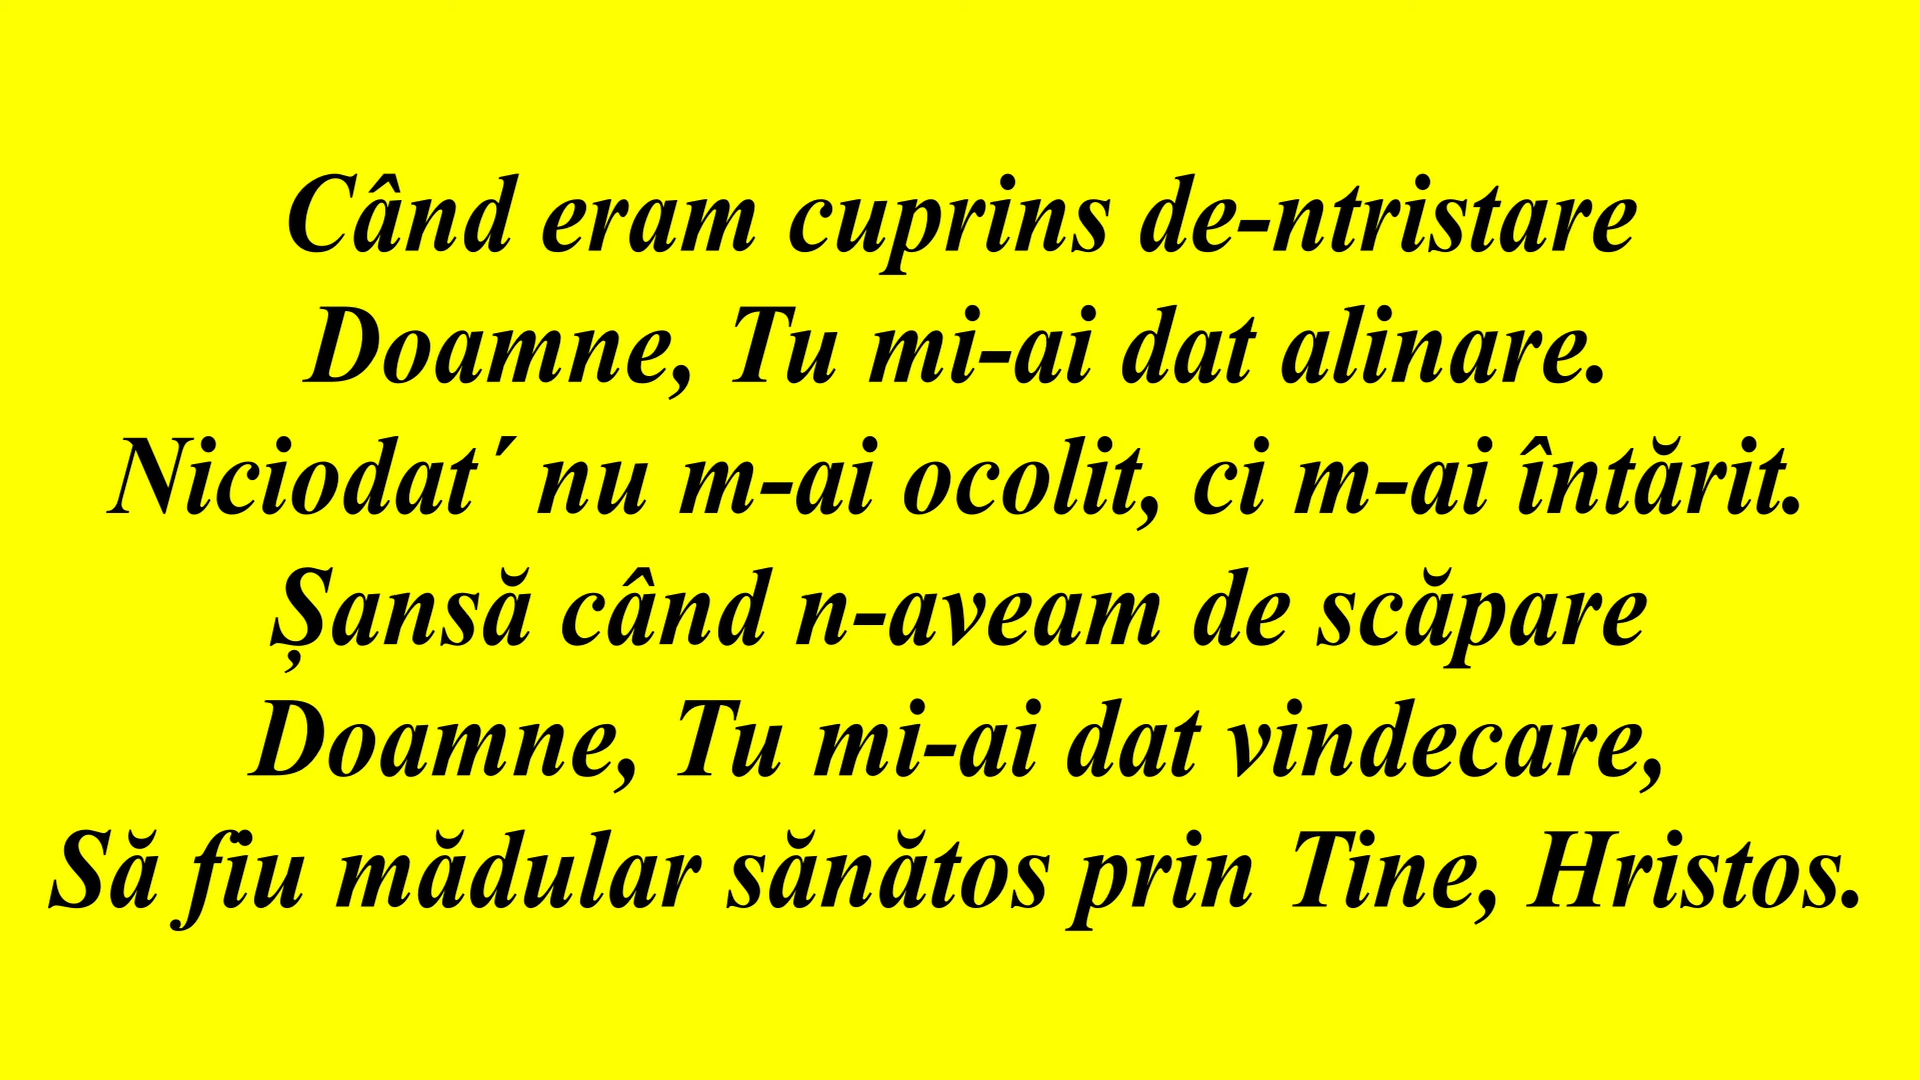 Când eram cuprins de-ntristare
Doamne, Tu mi-ai dat alinare.
Niciodat´ nu m-ai ocolit, ci m-ai întărit.
Șansă când n-aveam de scăpare
Doamne, Tu mi-ai dat vindecare,
Să fiu mădular sănătos prin Tine, Hristos.